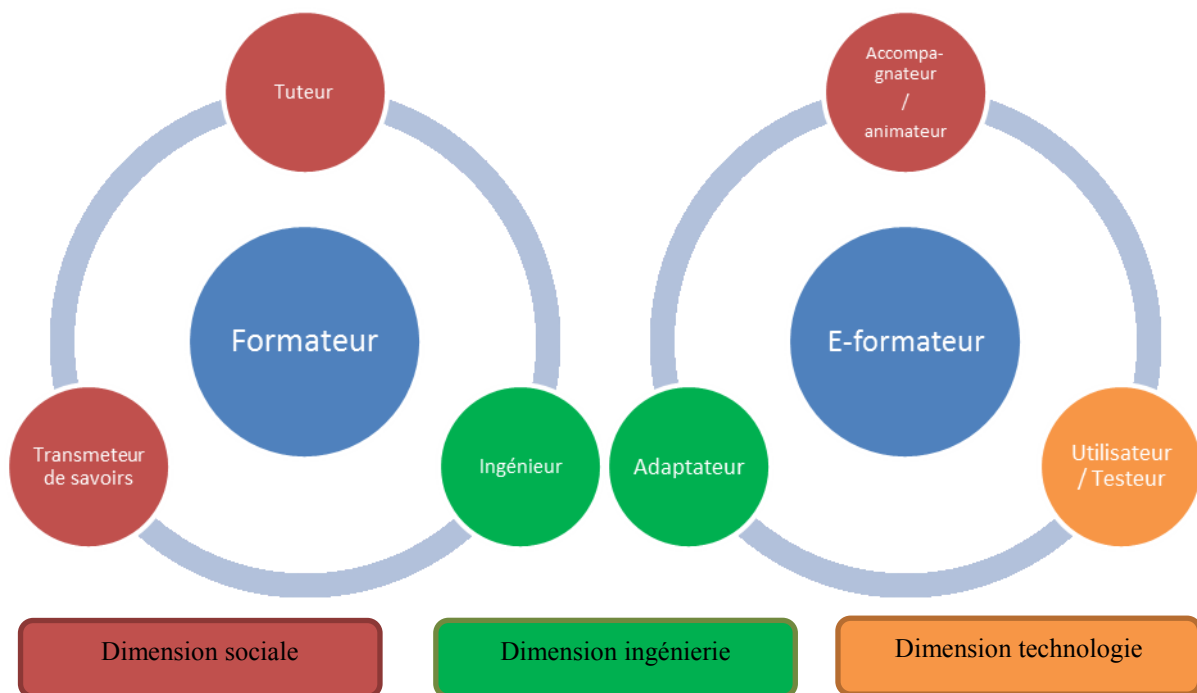 Tuteur
Formateur
Transmeteur
de savoirs
Ingénieur
Accompa-
gnateur
/
animateur
E-formateur
Adaptateur
Utilisateur
/ Testeur
Dimension sociale
Dimension ingénierie
Dimension technologie